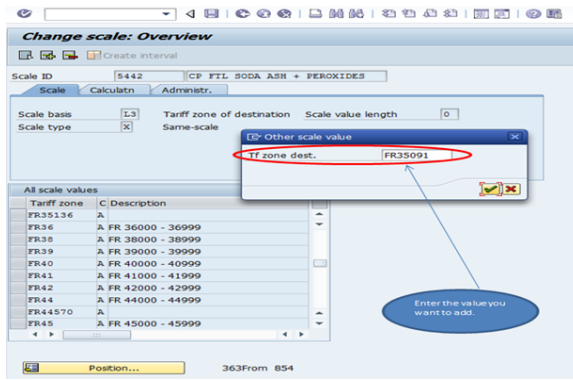 Change scale: Overview
Create interval
Scale ID 5442 CP FTL SODA ASH + PEROXIDES
Scale Calculatn Administr.
Scale basis L3 Tariff zone of destination Scale value length 0
Scale type X Same-scale
Other scale value
Tf zone dest. FR35091
All scale values
Tariff zone C Description
FR35136 A
FR36 A FR 36000 - 36999
FR38 A FR 38000 - 38999
FR39 A FR 39000 - 39999
FR40 A FR 40000 - 40999
FR41 A FR 41000 - 41999
FR42 A FR 42000 - 42999
FR44 A FR 44000 - 44999
FR44570 A
FR45 A FR 45000 - 45999
Enter the value you
want to add.
Position... 363From 854